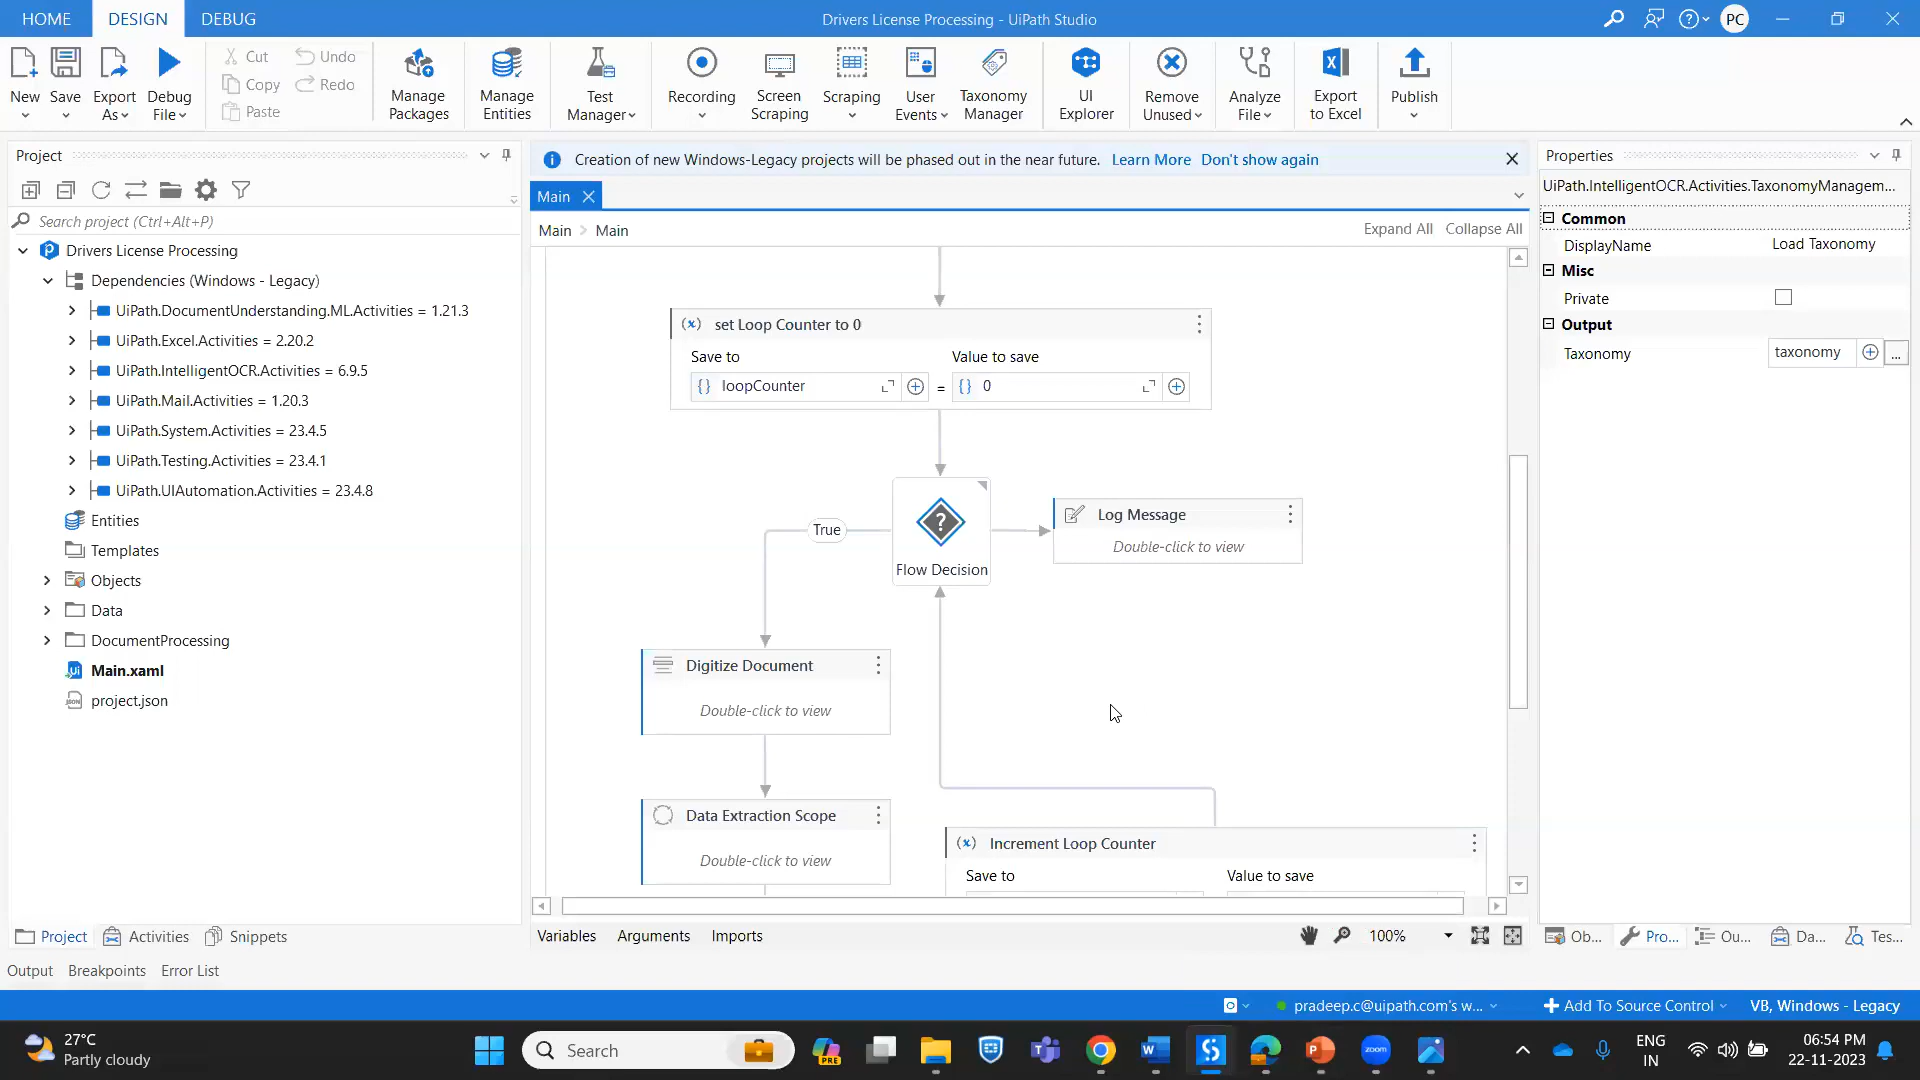 HOME DESIGN DEBUG
Drivers License Processing - UiPath Studio
PC
New
Save
Export As
Debug File
Cut
Copy
Paste
Undo
Redo
Manage Packages
Manage Entities
Test Manager
Recording
Screen Scraping
Scraping
User Events
Taxonomy Manager
UI Explorer
Remove Unused
Analyze File
Export to Excel
Publish
Project
Search project (Ctrl+Alt+P)
Drivers License Processing
Dependencies (Windows - Legacy)
UiPath.DocumentUnderstanding.ML.Activities = 1.21.3
UiPath.Excel.Activities = 2.20.2
UiPath.IntelligentOCR.Activities = 6.9.5
UiPath.Mail.Activities = 1.20.3
UiPath.System.Activities = 23.4.5
UiPath.Testing.Activities = 23.4.1
UiPath.UIAutomation.Activities = 23.4.8
Entities
Templates
Objects
Data
DocumentProcessing
Main.xaml
project.json
Project Activities Snippets
Creation of new Windows-Legacy projects will be phased out in the near future. Learn More Don't show again
Main
Main > Main
Expand All Collapse All
(x) set Loop Counter to 0
Save to Value to save
{} loopCounter = {} 0
True
?
Flow Decision
Log Message
Double-click to view
Digitize Document
Double-click to view
Data Extraction Scope
Double-click to view
(x) Increment Loop Counter
Save to Value to save
Variables Arguments Imports
100%
Properties
UiPath.IntelligentOCR.Activities.TaxonomyManagem...
Common
DisplayName Load Taxonomy
Misc
Private
Output
Taxonomy taxonomy ...
Ob... Pro... Ou... Da... Tes...
Output Breakpoints Error List
pradeep.c@uipath.com's w...
Add To Source Control
VB, Windows - Legacy
27°C
Partly cloudy
Search
PRE
zoom
ENG
IN
06:54 PM
22-11-2023